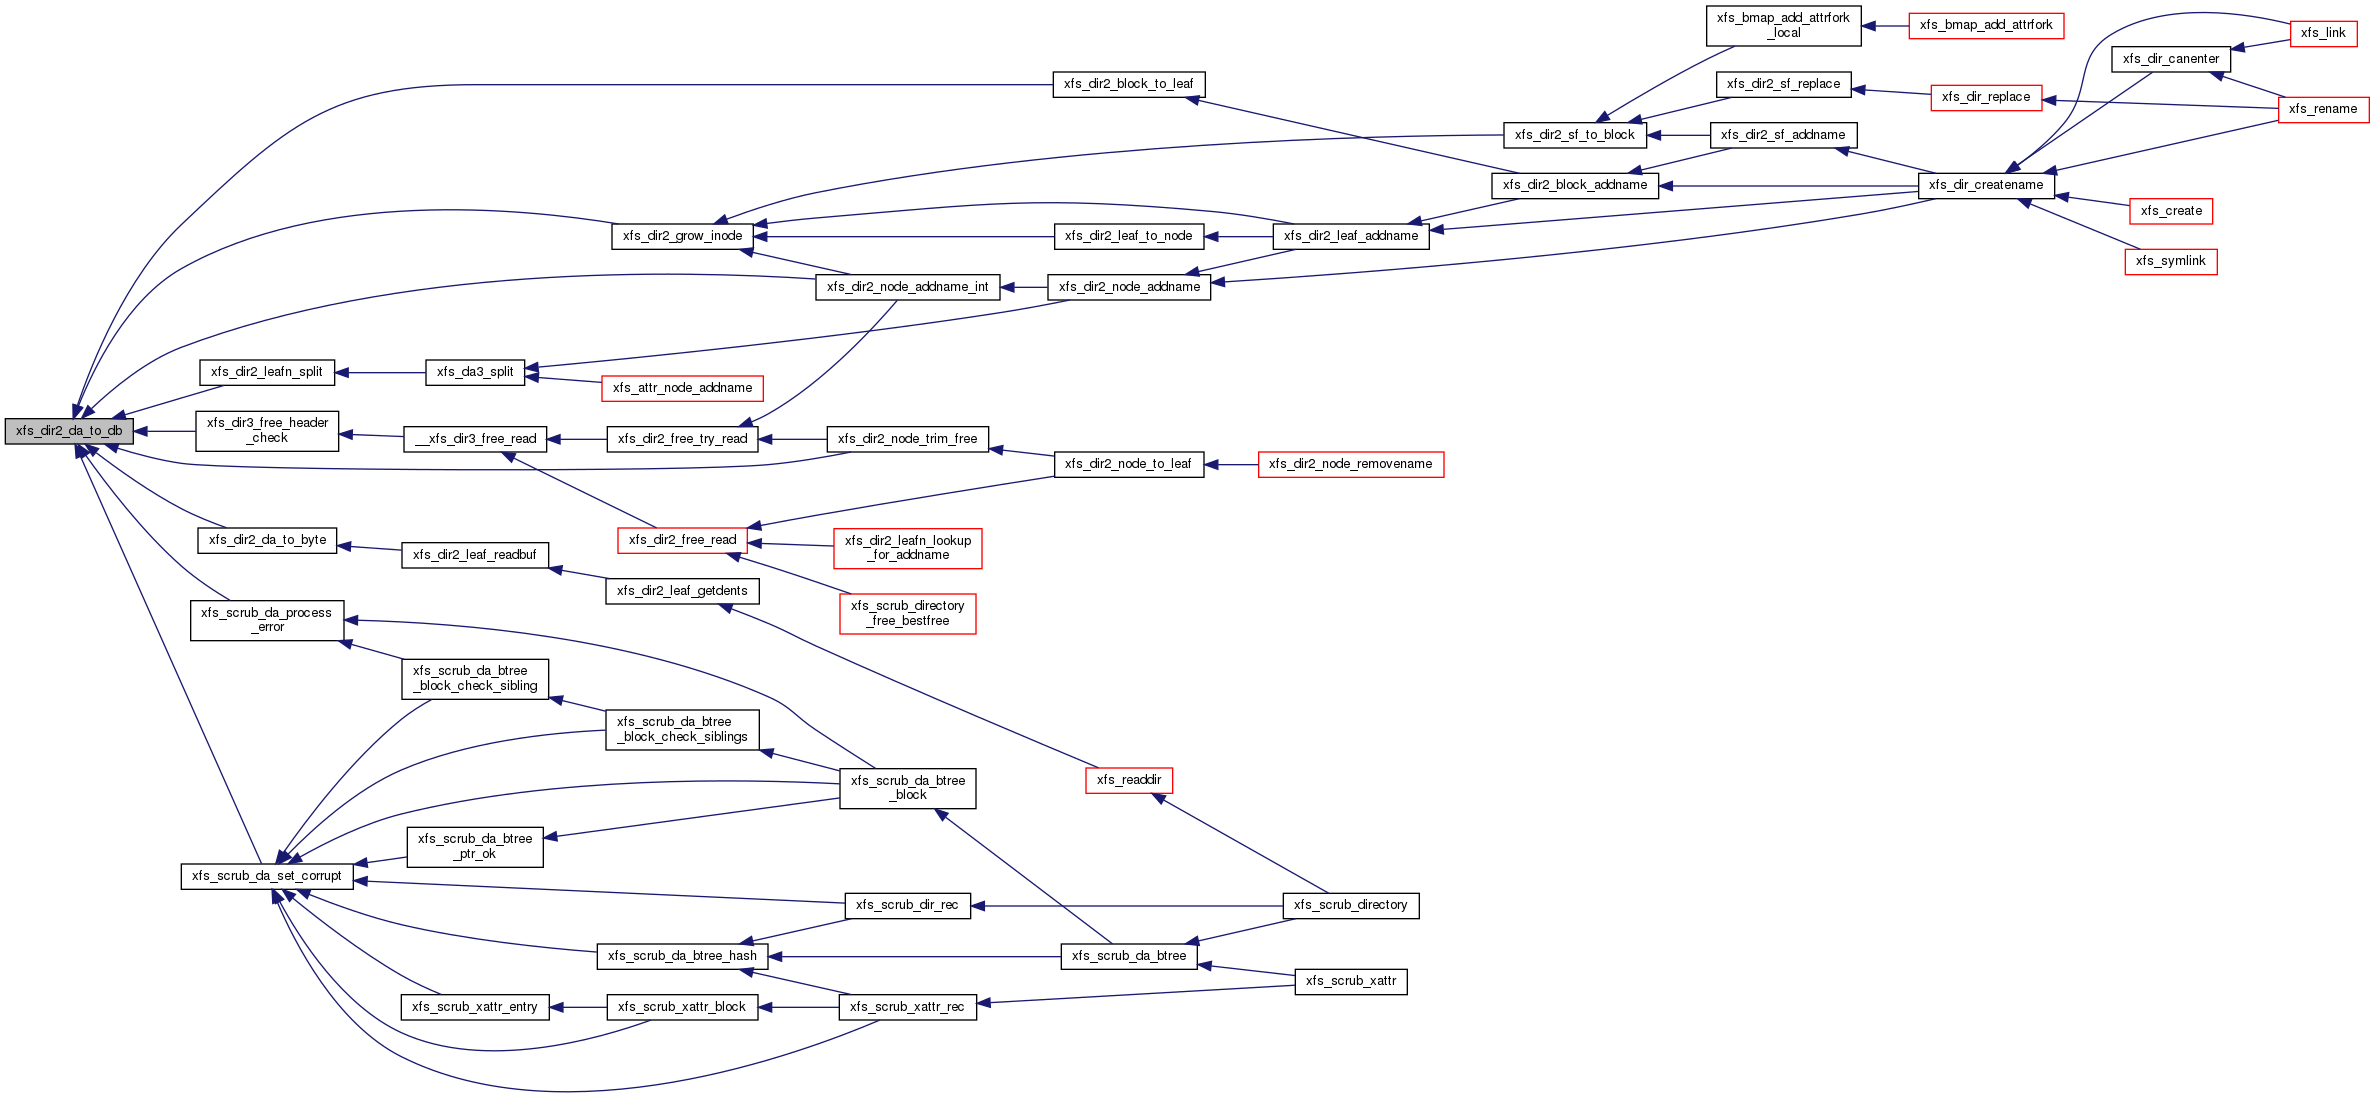 xfs_bmap_add_attrfork
_local
xfs_bmap_add_attrfork
xfs_link
xfs_dir_canenter
xfs_dir2_block_to_leaf
xfs_dir2_sf_replace
xfs_dir_replace
xfs_rename
xfs_dir2_sf_to_block
xfs_dir2_sf_addname
xfs_dir2_block_addname
xfs_dir_createname
xfs_create
xfs_dir2_grow_inode
xfs_dir2_leaf_to_node
xfs_dir2_leaf_addname
xfs_symlink
xfs_dir2_node_addname_int
xfs_dir2_node_addname
xfs_dir2_leafn_split
xfs_da3_split
xfs_attr_node_addname
xfs_dir2_da_to_db
xfs_dir3_free_header
_check
__xfs_dir3_free_read
xfs_dir2_free_try_read
xfs_dir2_node_trim_free
xfs_dir2_node_to_leaf
xfs_dir2_node_removename
xfs_dir2_da_to_byte
xfs_dir2_leaf_readbuf
xfs_dir2_free_read
xfs_dir2_leafn_lookup
_for_addname
xfs_dir2_leaf_getdents
xfs_scrub_directory
_free_bestfree
xfs_scrub_da_process
_error
xfs_scrub_da_btree
_block_check_sibling
xfs_scrub_da_btree
_block_check_siblings
xfs_scrub_da_btree
_block
xfs_readdir
xfs_scrub_da_btree
_ptr_ok
xfs_scrub_da_set_corrupt
xfs_scrub_dir_rec
xfs_scrub_directory
xfs_scrub_da_btree_hash
xfs_scrub_da_btree
xfs_scrub_xattr
xfs_scrub_xattr_entry
xfs_scrub_xattr_block
xfs_scrub_xattr_rec